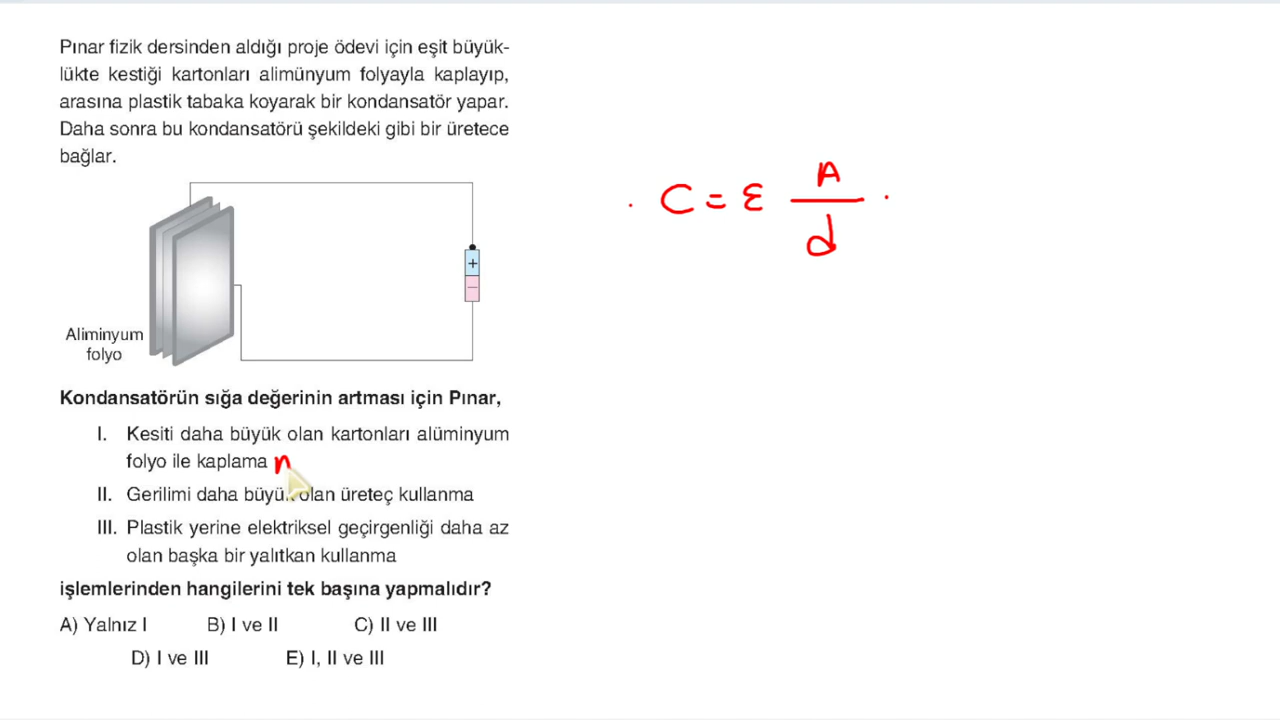 Pınar fizik dersinden aldığı proje ödevi için eşit büyük-
lükte kestiği kartonları alimünyum folyayla kaplayıp,
arasına plastik tabaka koyarak bir kondansatör yapar.
Daha sonra bu kondansatörü şekildeki gibi bir üretece
bağlar.
+
−
Aliminyum
folyo
Kondansatörün sığa değerinin artması için Pınar,
I. Kesiti daha büyük olan kartonları alüminyum
folyo ile kaplama
II. Gerilimi daha büyük olan üreteç kullanma
III. Plastik yerine elektriksel geçirgenliği daha az
olan başka bir yalıtkan kullanma
işlemlerinden hangilerini tek başına yapmalıdır?
A) Yalnız I B) I ve II C) II ve III
D) I ve III E) I, II ve III
C = ε A
d